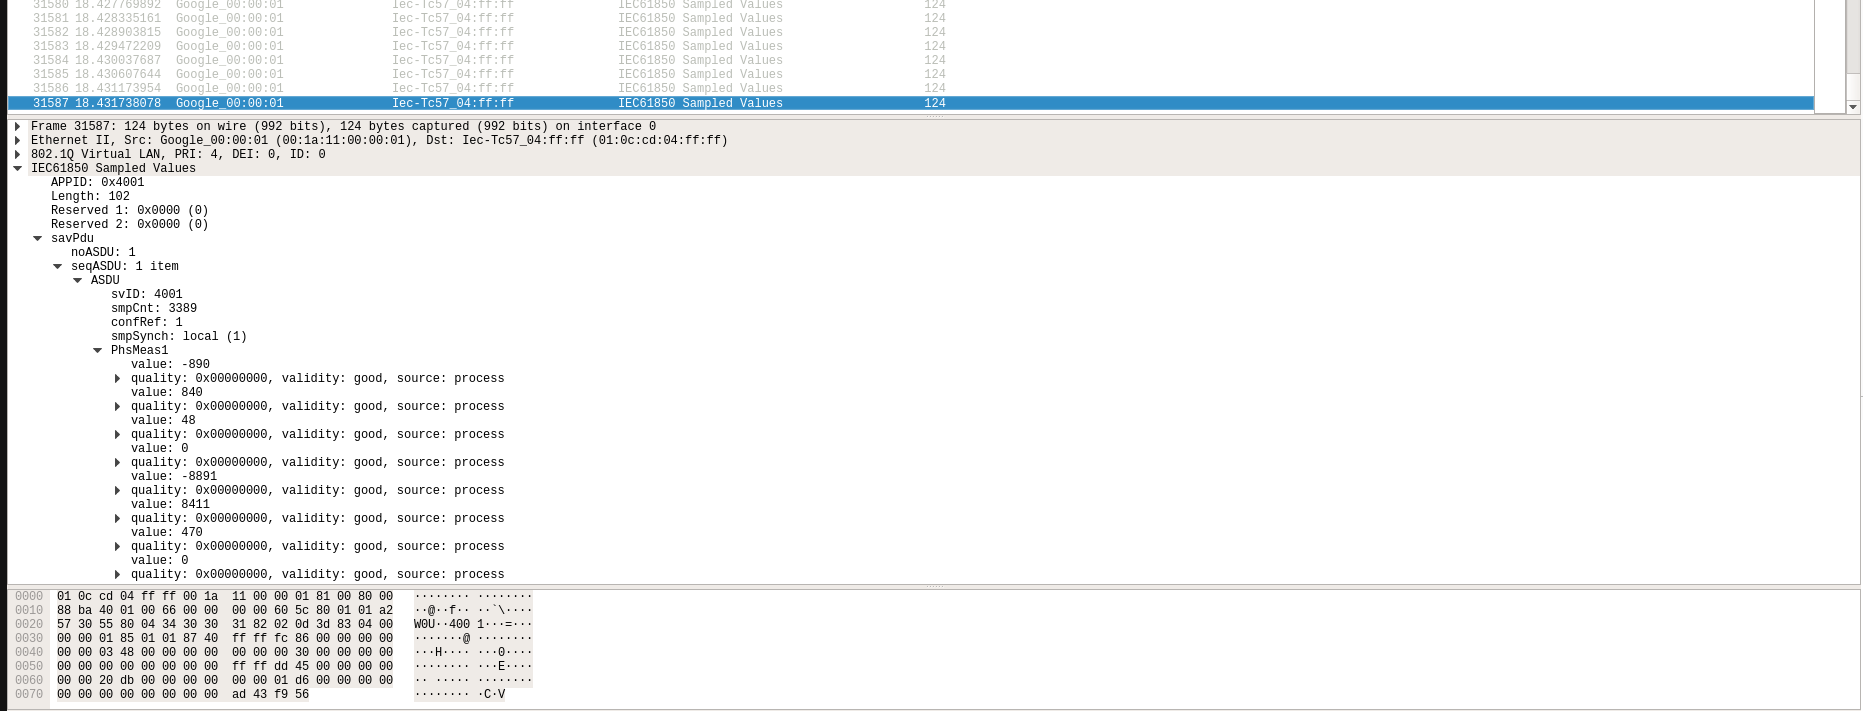 31580 18.427769892 Google_00:00:01 Iec-Tc57_04:ff:ff IEC61850 Sampled Values 124
31581 18.428335161 Google_00:00:01 Iec-Tc57_04:ff:ff IEC61850 Sampled Values 124
31582 18.428903815 Google_00:00:01 Iec-Tc57_04:ff:ff IEC61850 Sampled Values 124
31583 18.429472209 Google_00:00:01 Iec-Tc57_04:ff:ff IEC61850 Sampled Values 124
31584 18.430037687 Google_00:00:01 Iec-Tc57_04:ff:ff IEC61850 Sampled Values 124
31585 18.430607644 Google_00:00:01 Iec-Tc57_04:ff:ff IEC61850 Sampled Values 124
31586 18.431173954 Google_00:00:01 Iec-Tc57_04:ff:ff IEC61850 Sampled Values 124
31587 18.431738078 Google_00:00:01 Iec-Tc57_04:ff:ff IEC61850 Sampled Values 124
Frame 31587: 124 bytes on wire (992 bits), 124 bytes captured (992 bits) on interface 0
Ethernet II, Src: Google_00:00:01 (00:1a:11:00:00:01), Dst: Iec-Tc57_04:ff:ff (01:0c:cd:04:ff:ff)
802.1Q Virtual LAN, PRI: 4, DEI: 0, ID: 0
IEC61850 Sampled Values
APPID: 0x4001
Length: 102
Reserved 1: 0x0000 (0)
Reserved 2: 0x0000 (0)
savPdu
noASDU: 1
seqASDU: 1 item
ASDU
svID: 4001
smpCnt: 3389
confRef: 1
smpSynch: local (1)
PhsMeas1
value: -890
quality: 0x00000000, validity: good, source: process
value: 840
quality: 0x00000000, validity: good, source: process
value: 48
quality: 0x00000000, validity: good, source: process
value: 0
quality: 0x00000000, validity: good, source: process
value: -8891
quality: 0x00000000, validity: good, source: process
value: 8411
quality: 0x00000000, validity: good, source: process
value: 470
quality: 0x00000000, validity: good, source: process
value: 0
quality: 0x00000000, validity: good, source: process
0000 01 0c cd 04 ff ff 00 1a 11 00 00 01 81 00 80 00 ········ ········
0010 88 ba 40 01 00 66 00 00 00 00 60 5c 80 01 01 a2 ··@··f·· ··`\····
0020 57 30 55 80 04 34 30 30 31 82 02 0d 3d 83 04 00 W0U··400 1···=···
0030 00 00 01 85 01 01 87 40 ff ff fc 86 00 00 00 00 ·······@ ········
0040 00 00 03 48 00 00 00 00 00 00 00 30 00 00 00 00 ···H···· ···0····
0050 00 00 00 00 00 00 00 00 ff ff dd 45 00 00 00 00 ········ ···E····
0060 00 00 20 db 00 00 00 00 00 00 01 d6 00 00 00 00 ·· ····· ········
0070 00 00 00 00 00 00 00 00 ad 43 f9 56 ········ ·C·V